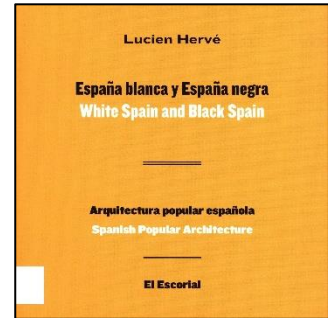 Lucien Hervé
España blanca y España negra
White Spain and Black Spain
Arquitectura popular española
Spanish Popular Architecture
El Escorial